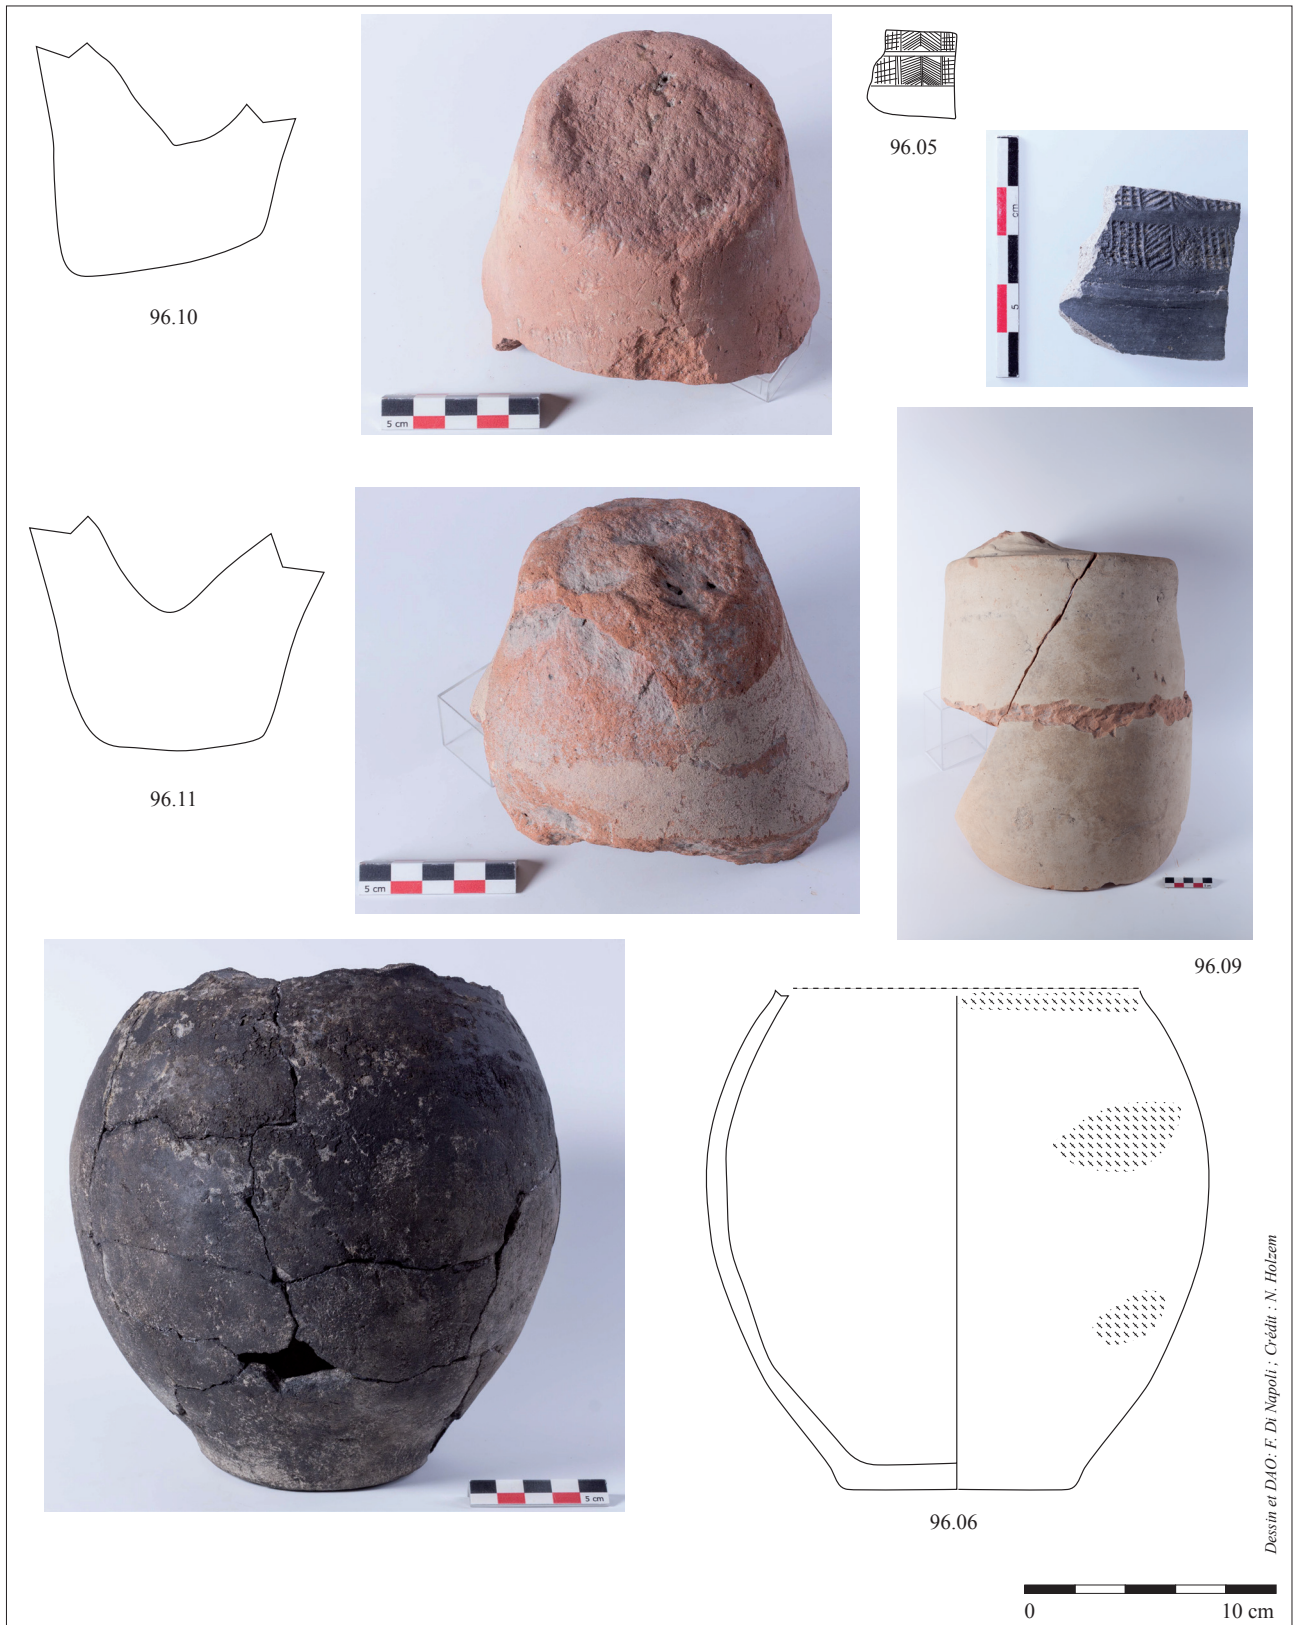 96.10
96.05
cm
5
5 cm
96.11
5 cm
96.09
5 cm
96.06
Dessin et DAO: F. Di Napoli ; Crédit : N. Holzem
0 10 cm